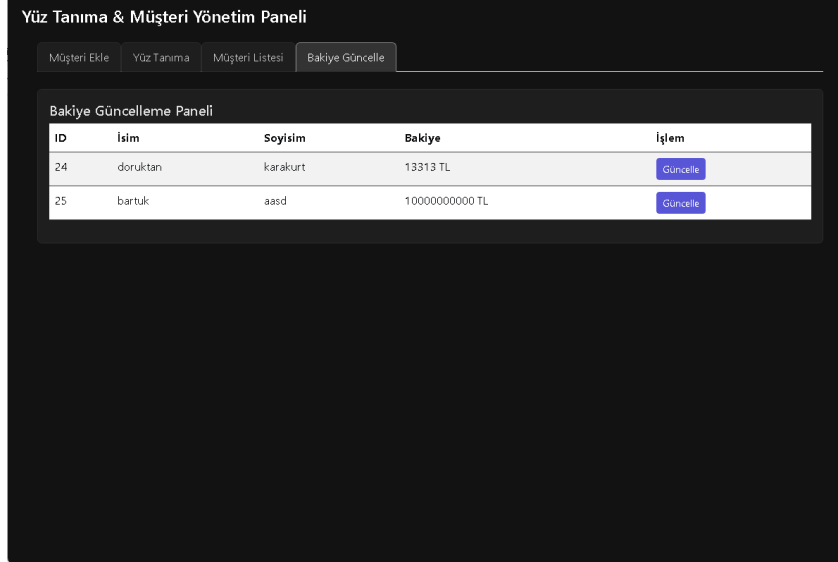 Yüz Tanıma & Müşteri Yönetim Paneli
Müşteri Ekle Yüz Tanıma Müşteri Listesi Bakiye Güncelle
Bakiye Güncelleme Paneli
ID İsim Soyisim Bakiye İşlem
24 doruktan karakurt 13313 TL Güncelle
25 bartuk aasd 10000000000 TL Güncelle